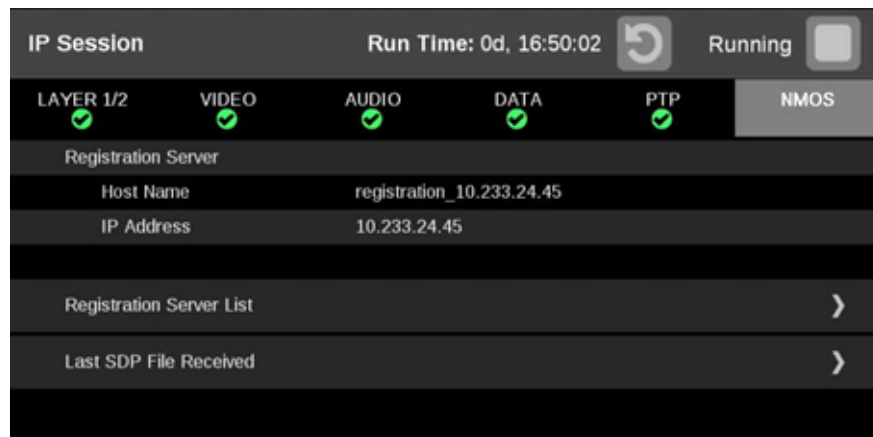 IP Session Run Time: 0d, 16:50:02 Running
LAYER 1/2 VIDEO AUDIO DATA PTP NMOS
Registration Server
Host Name registration_10.233.24.45
IP Address 10.233.24.45
Registration Server List
Last SDP File Received